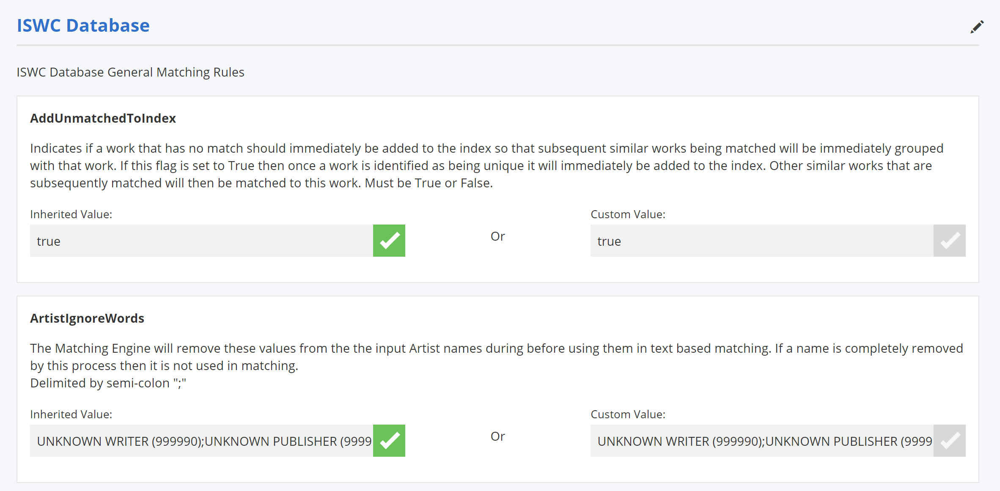 ISWC Database
ISWC Database General Matching Rules
AddUnmatchedToIndex
Indicates if a work that has no match should immediately be added to the index so that subsequent similar works being matched will be immediately grouped
with that work. If this flag is set to True then once a work is identified as being unique it will immediately be added to the index. Other similar works that are
subsequently matched will then be matched to this work. Must be True or False.
Inherited Value:
Custom Value:
true
Or
true
ArtistIgnoreWords
The Matching Engine will remove these values from the the input Artist names during before using them in text based matching. If a name is completely removed
by this process then it is not used in matching.
Delimited by semi-colon ";"
Inherited Value:
Custom Value:
UNKNOWN WRITER (999990);UNKNOWN PUBLISHER (9999
Or
UNKNOWN WRITER (999990);UNKNOWN PUBLISHER (9999